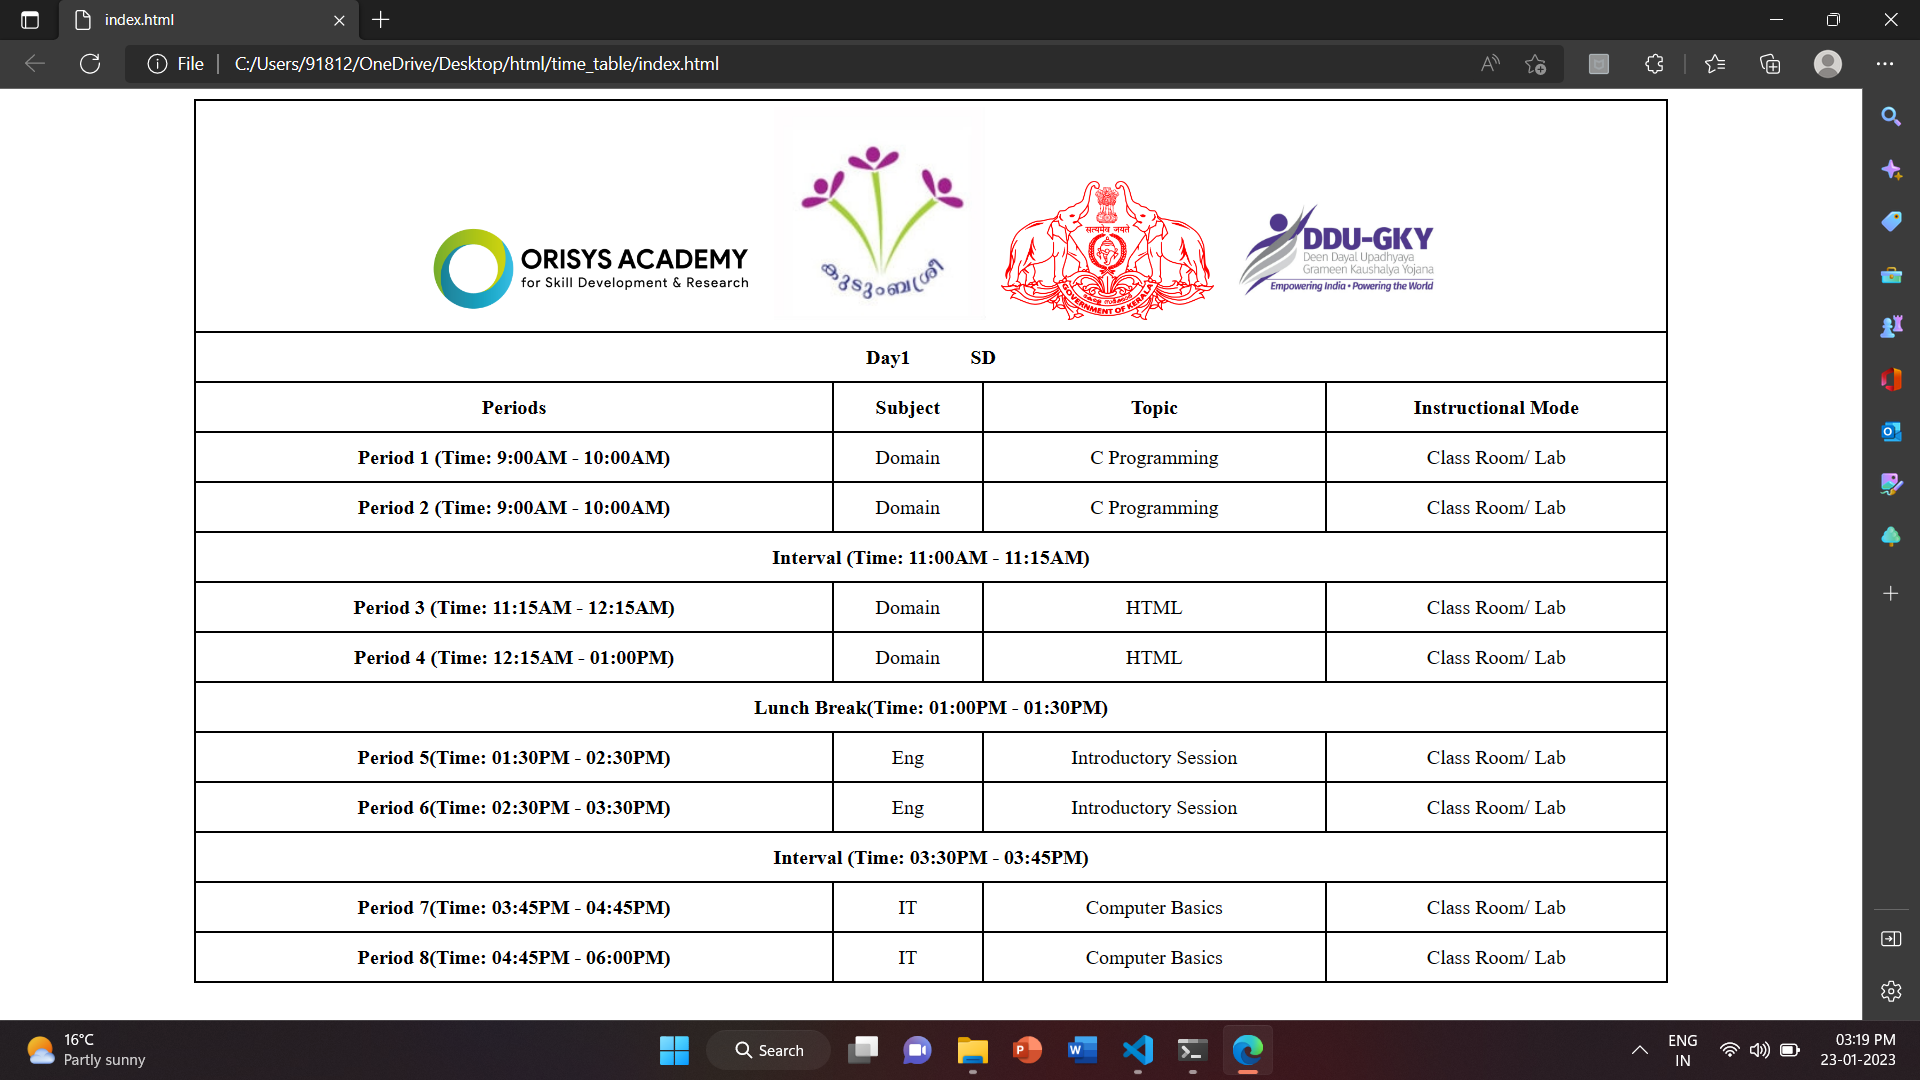 index.html
File
C:/Users/91812/OneDrive/Desktop/html/time_table/index.html
ORISYS ACADEMY
for Skill Development & Research
കുടുംബശ്രീ
सत्यमेव जयते
GOVERNMENT OF KERALA
DDU-GKY
Deen Dayal Upadhyaya
Grameen Kaushalya Yojana
Empowering India • Powering the World
Day1 SD
Periods Subject Topic Instructional Mode
Period 1 (Time: 9:00AM - 10:00AM) Domain C Programming Class Room/ Lab
Period 2 (Time: 9:00AM - 10:00AM) Domain C Programming Class Room/ Lab
Interval (Time: 11:00AM - 11:15AM)
Period 3 (Time: 11:15AM - 12:15AM) Domain HTML Class Room/ Lab
Period 4 (Time: 12:15AM - 01:00PM) Domain HTML Class Room/ Lab
Lunch Break(Time: 01:00PM - 01:30PM)
Period 5(Time: 01:30PM - 02:30PM) Eng Introductory Session Class Room/ Lab
Period 6(Time: 02:30PM - 03:30PM) Eng Introductory Session Class Room/ Lab
Interval (Time: 03:30PM - 03:45PM)
Period 7(Time: 03:45PM - 04:45PM) IT Computer Basics Class Room/ Lab
Period 8(Time: 04:45PM - 06:00PM) IT Computer Basics Class Room/ Lab
16°C
Partly sunny
Search
ENG
IN
03:19 PM
23-01-2023